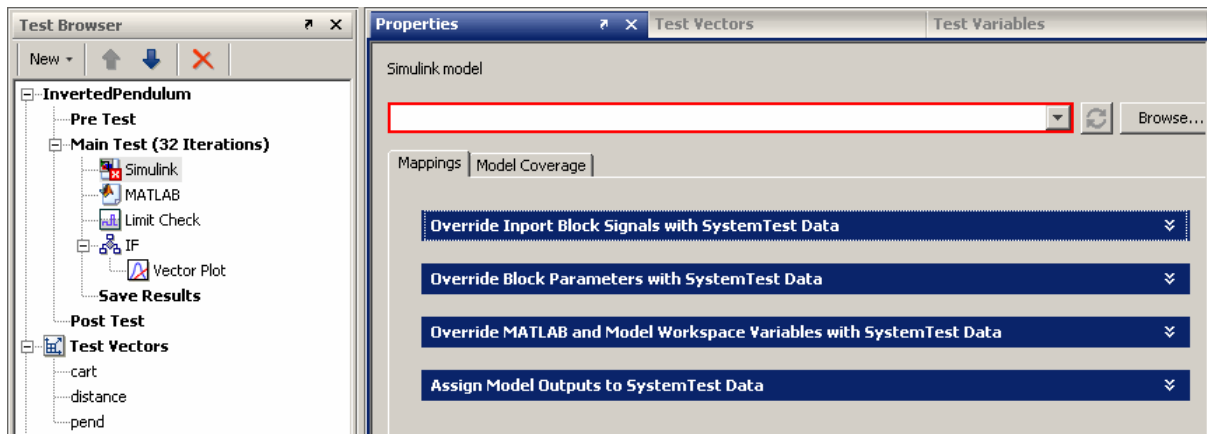 Test Browser
New
InvertedPendulum
Pre Test
Main Test (32 Iterations)
Simulink
MATLAB
Limit Check
IF
Vector Plot
Save Results
Post Test
Test Vectors
cart
distance
pend
Properties
Test Vectors
Test Variables
Simulink model
Browse...
Mappings
Model Coverage
Override Inport Block Signals with SystemTest Data
Override Block Parameters with SystemTest Data
Override MATLAB and Model Workspace Variables with SystemTest Data
Assign Model Outputs to SystemTest Data